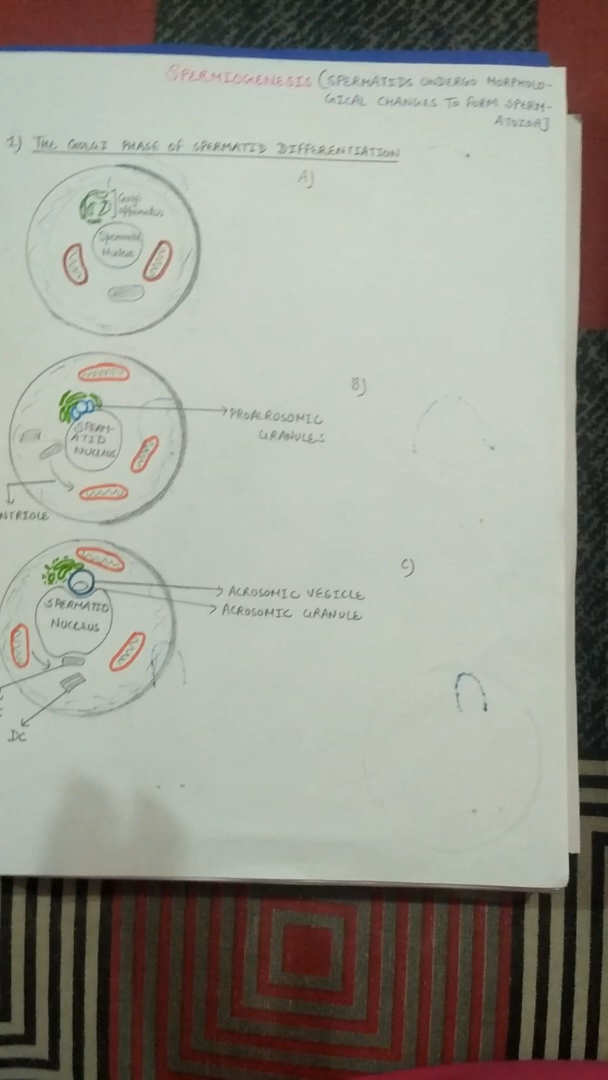 SPERMIOGENESIS (SPERMATIDS UNDERGO MORPHOLO-
GICAL CHANGES TO FORM SPERM-
ATOZOA]
1) THE GOLGI PHASE OF SPERMATID DIFFERENTIATION
A)
Golgi
apparatus
Spermatid
Nucleus
B)
PROACROSOMIC
GRANULES
SPERM-
ATID
NUCLEUS
NTRIOLE
C)
ACROSOMIC VESICLE
ACROSOMIC GRANULE
SPERMATID
NUCLEUS
C
DC